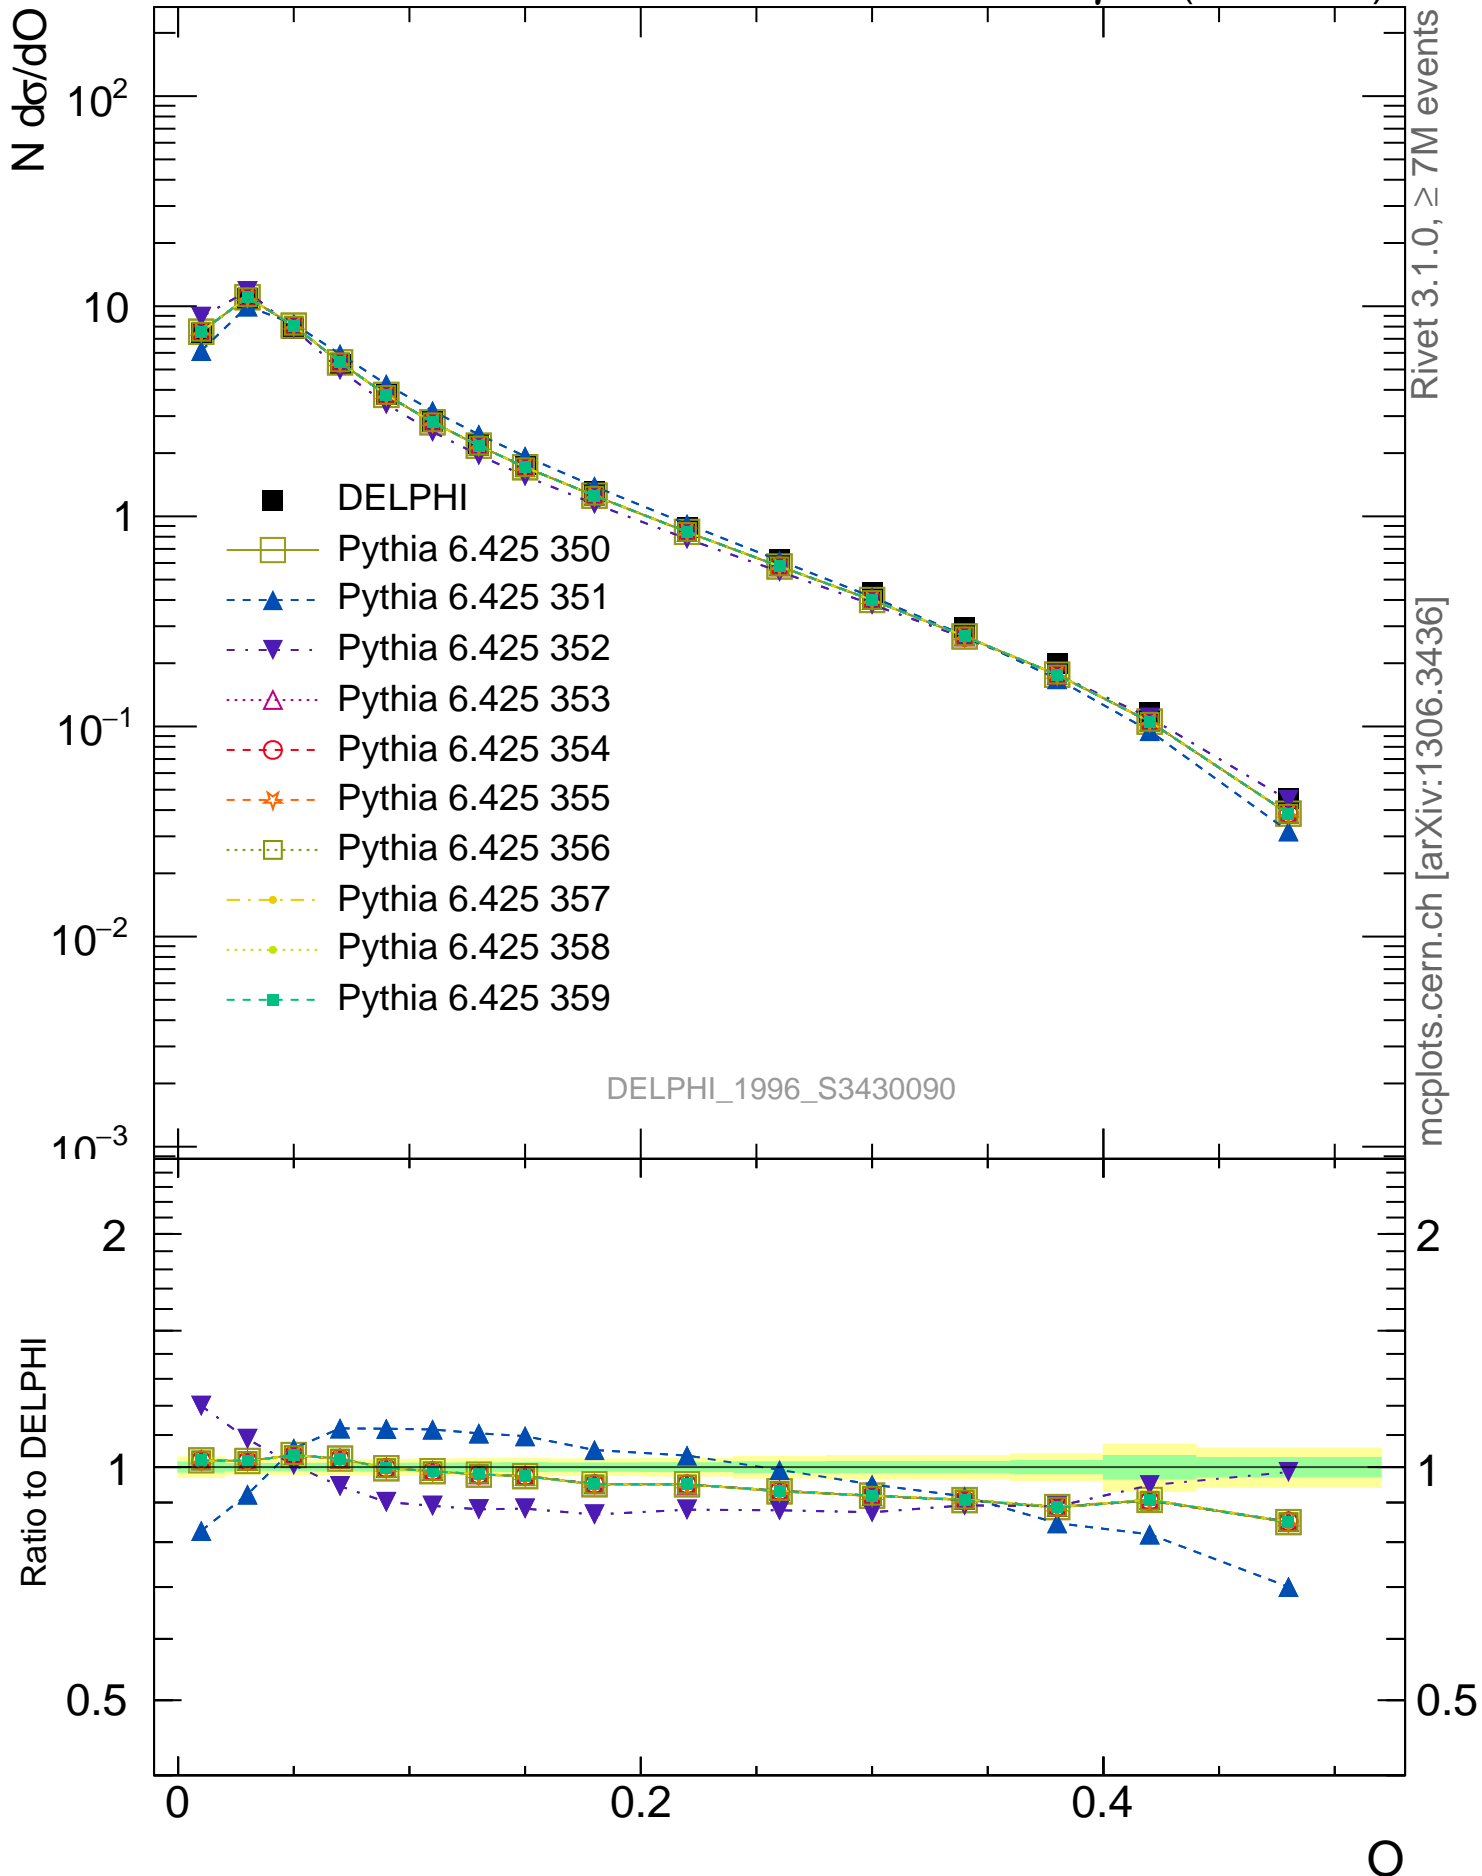 N dσ/dO
10²
10
1
10⁻¹
10⁻²
10⁻³
DELPHI
Pythia 6.425 350
Pythia 6.425 351
Pythia 6.425 352
Pythia 6.425 353
Pythia 6.425 354
Pythia 6.425 355
Pythia 6.425 356
Pythia 6.425 357
Pythia 6.425 358
Pythia 6.425 359
DELPHI_1996_S3430090
Rivet 3.1.0, ≥ 7M events
mcplots.cern.ch [arXiv:1306.3436]
Ratio to DELPHI
2
1
0.5
2
1
0.5
0
0.2
0.4
O